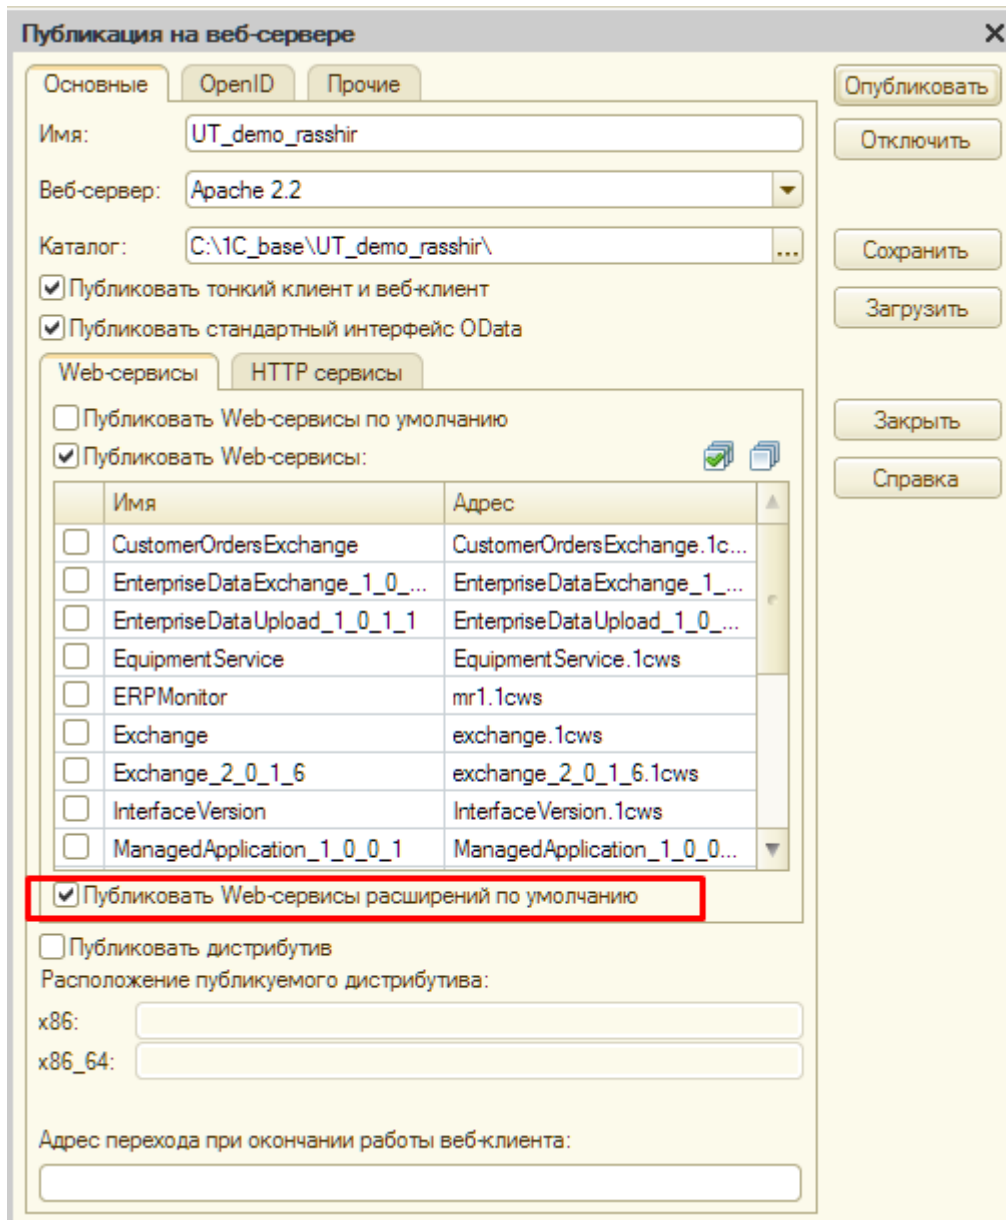 Публикация на веб-сервере
Основные OpenID Прочие
Опубликовать
Имя: UT_demo_rasshir
Отключить
Веб-сервер: Apache 2.2
Каталог: C:\1C_base\UT_demo_rasshir\ ...
Сохранить
Публиковать тонкий клиент и веб-клиент
Загрузить
Публиковать стандартный интерфейс OData
Web-сервисы HTTP сервисы
Публиковать Web-сервисы по умолчанию
Закрыть
Публиковать Web-сервисы:
Справка
Имя Адрес
CustomerOrdersExchange CustomerOrdersExchange.1c...
EnterpriseDataExchange_1_0_... EnterpriseDataExchange_1_...
EnterpriseDataUpload_1_0_1_1 EnterpriseDataUpload_1_0_...
EquipmentService EquipmentService.1cws
ERPMonitor mr1.1cws
Exchange exchange.1cws
Exchange_2_0_1_6 exchange_2_0_1_6.1cws
InterfaceVersion InterfaceVersion.1cws
ManagedApplication_1_0_0_1 ManagedApplication_1_0_0...
Публиковать Web-сервисы расширений по умолчанию
Публиковать дистрибутив
Расположение публикуемого дистрибутива:
x86:
x86_64:
Адрес перехода при окончании работы веб-клиента: